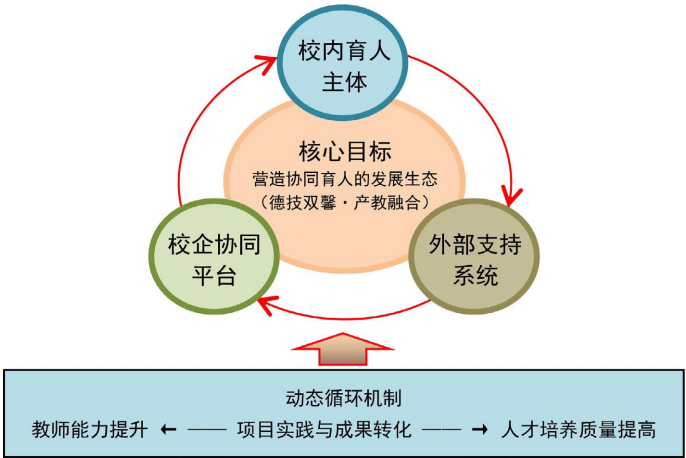 校内育人
主体
核心目标
营造协同育人的发展生态
（德技双馨·产教融合）
校企协同
平台
外部支持
系统
动态循环机制
教师能力提升 ← —— 项目实践与成果转化 —— → 人才培养质量提高